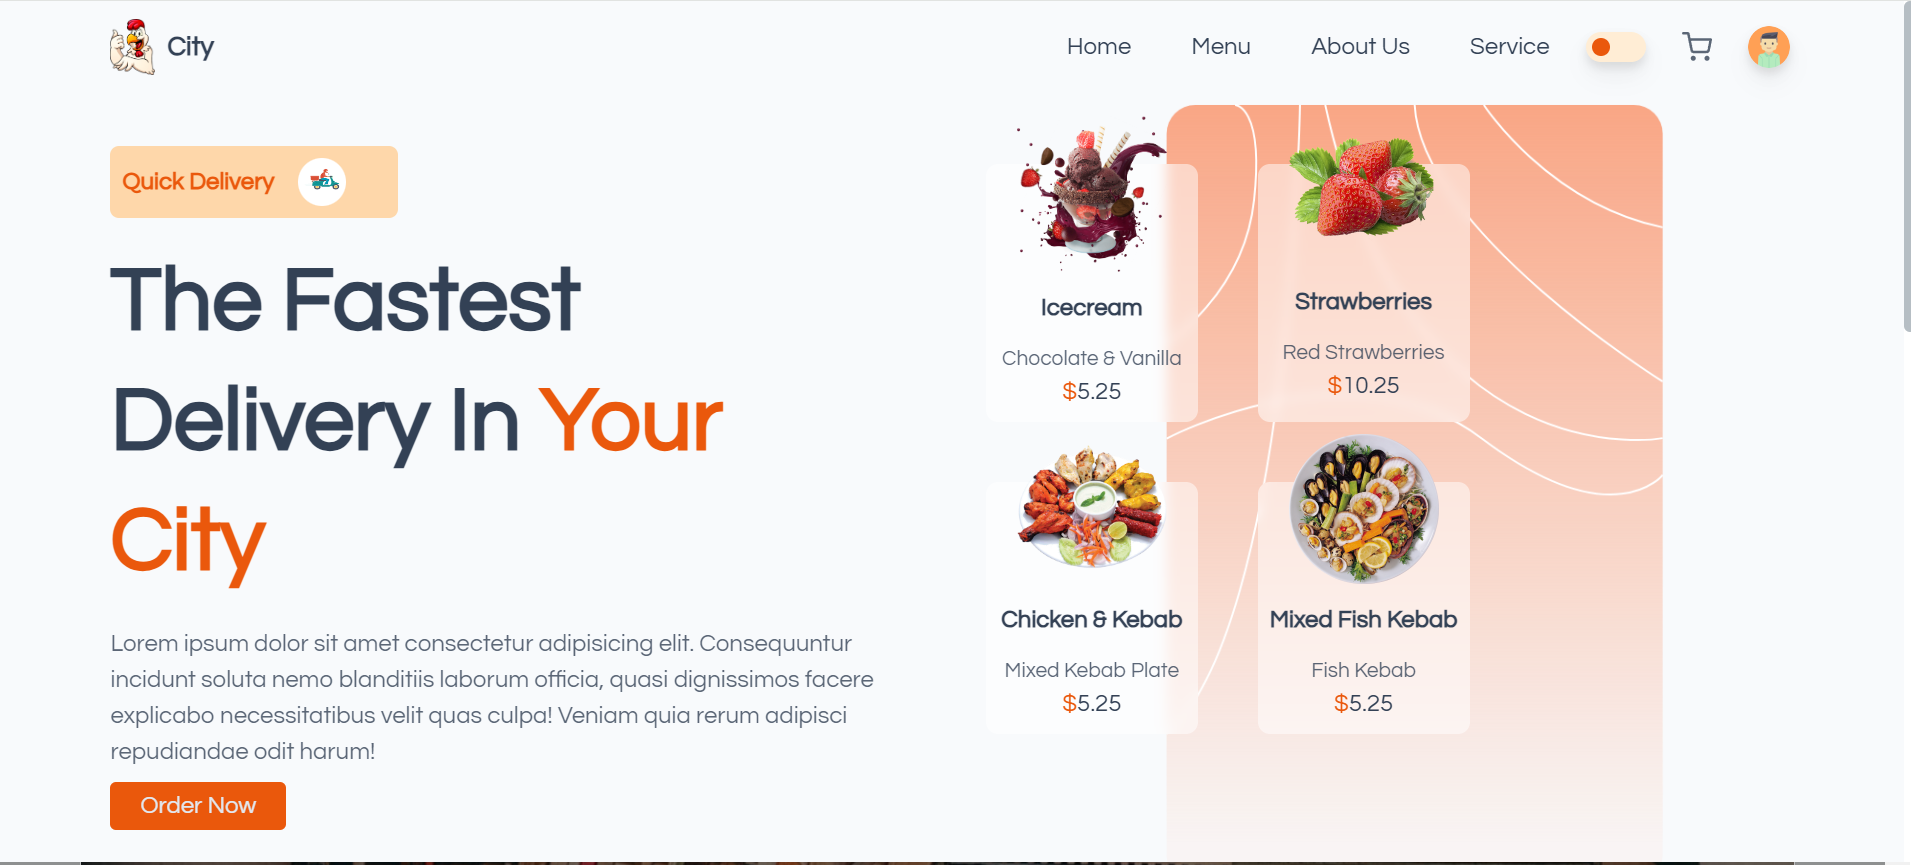 City
Home
Menu
About Us
Service
Quick Delivery
The Fastest
Delivery In Your
City
Lorem ipsum dolor sit amet consectetur adipisicing elit. Consequuntur
incidunt soluta nemo blanditiis laborum officia, quasi dignissimos facere
explicabo necessitatibus velit quas culpa! Veniam quia rerum adipisci
repudiandae odit harum!
Order Now
Icecream
Chocolate & Vanilla
$5.25
Strawberries
Red Strawberries
$10.25
Chicken & Kebab
Mixed Kebab Plate
$5.25
Mixed Fish Kebab
Fish Kebab
$5.25